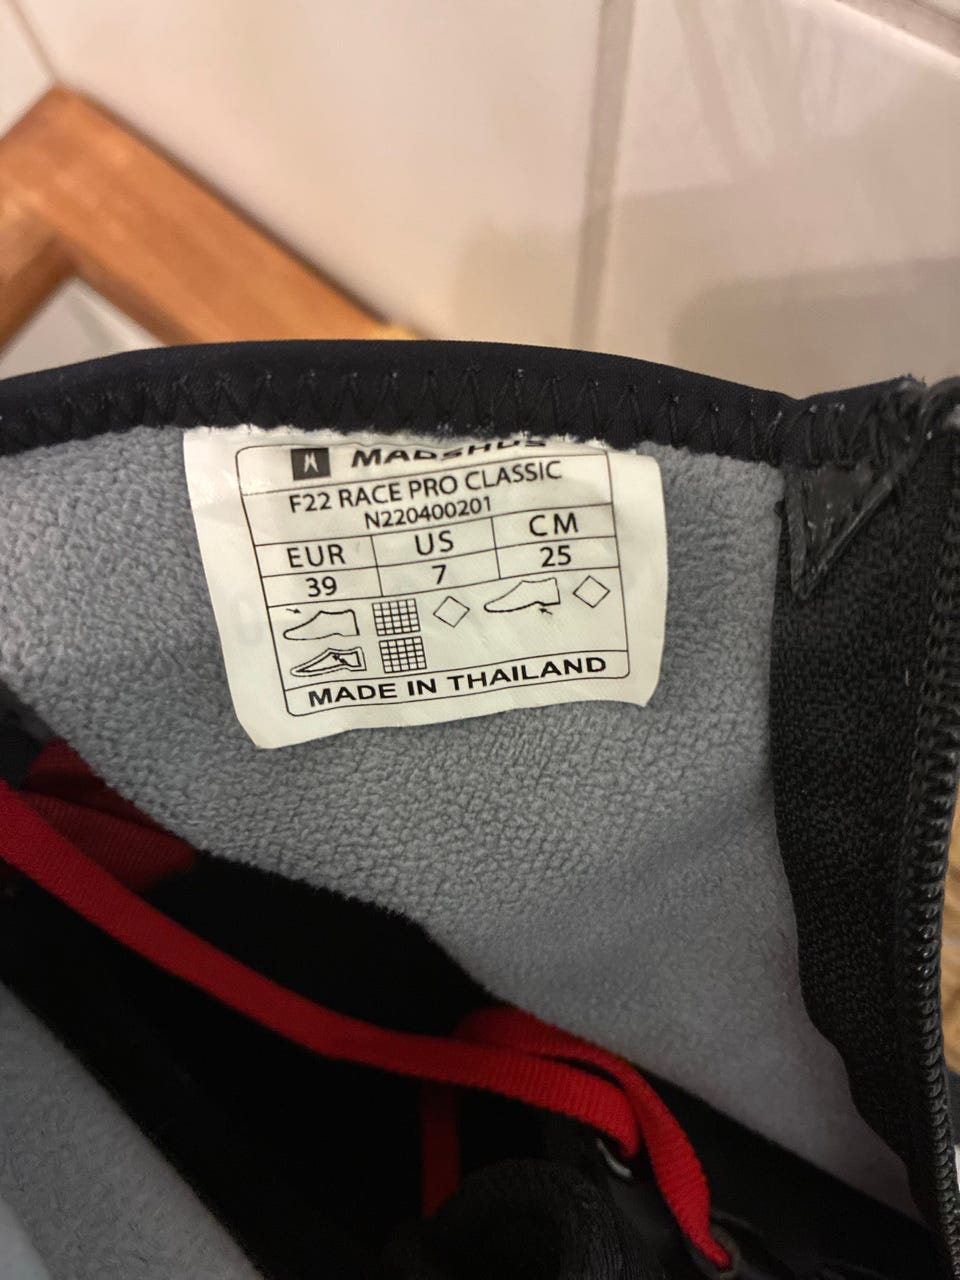 MADSHUS
F22 RACE PRO CLASSIC
N220400201
EUR US CM
39 7 25
MADE IN THAILAND